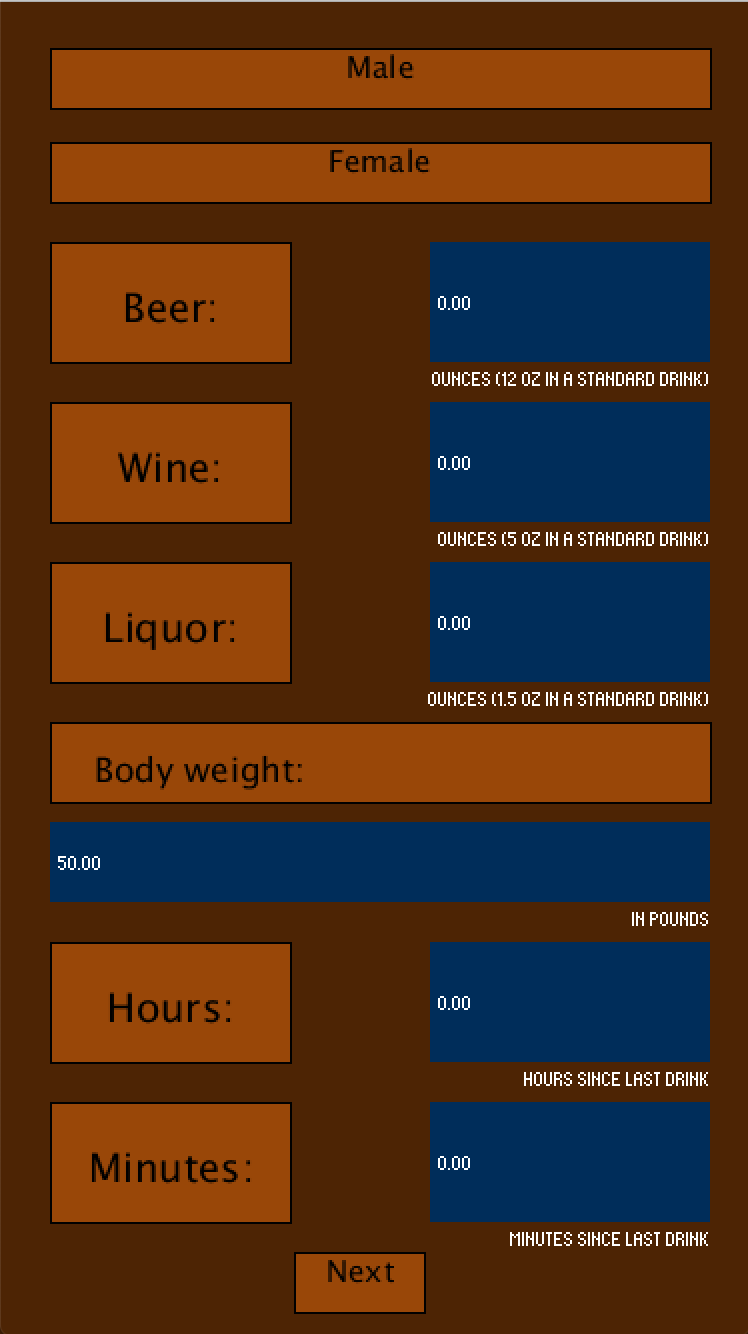 Male
Female
Beer:
0.00
OUNCES (12 OZ IN A STANDARD DRINK)
Wine:
0.00
OUNCES (5 OZ IN A STANDARD DRINK)
Liquor:
0.00
OUNCES (1.5 OZ IN A STANDARD DRINK)
Body weight:
50.00
IN POUNDS
Hours:
0.00
HOURS SINCE LAST DRINK
Minutes:
0.00
MINUTES SINCE LAST DRINK
Next